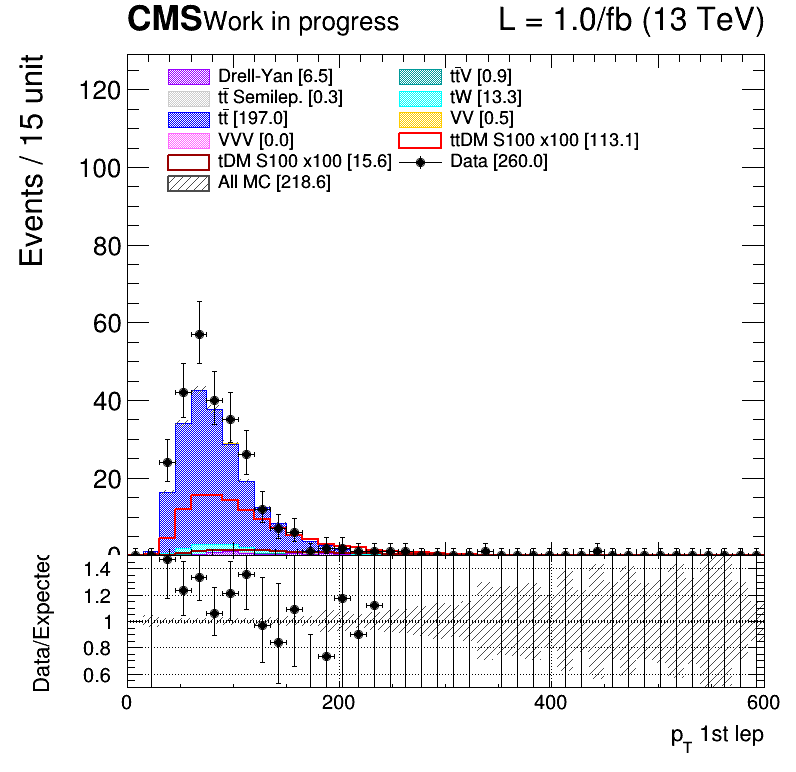 CMS Work in progress L = 1.0/fb (13 TeV)
Events / 15 unit
120
100
80
60
40
20
0
Drell-Yan [6.5]
tt̄V [0.9]
tt̄ Semilep. [0.3]
tW [13.3]
tt̄ [197.0]
VV [0.5]
VVV [0.0]
ttDM S100 x100 [113.1]
tDM S100 x100 [15.6]
Data [260.0]
All MC [218.6]
Data/Expected
1.4
1.2
1
0.8
0.6
0 200 400 600
p_T 1st lep